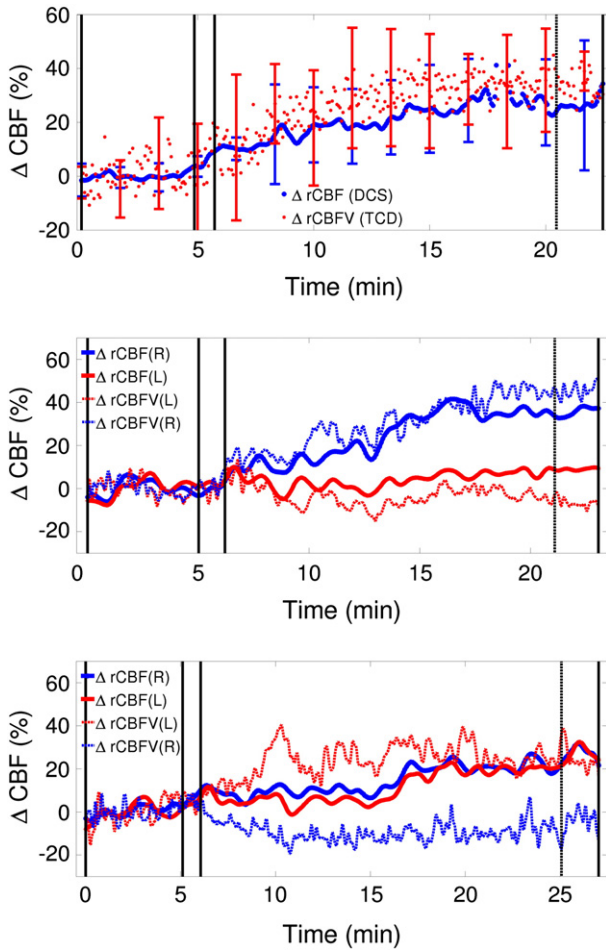 Δ CBF (%)
60
40
20
0
-20
Δ rCBF (DCS)
Δ rCBFV (TCD)
0 5 10 15 20
Time (min)
Δ CBF (%)
60
40
20
0
-20
Δ rCBF(R)
Δ rCBF(L)
Δ rCBFV(L)
Δ rCBFV(R)
0 5 10 15 20
Time (min)
Δ CBF (%)
60
40
20
0
-20
Δ rCBF(R)
Δ rCBF(L)
Δ rCBFV(L)
Δ rCBFV(R)
0 5 10 15 20 25
Time (min)